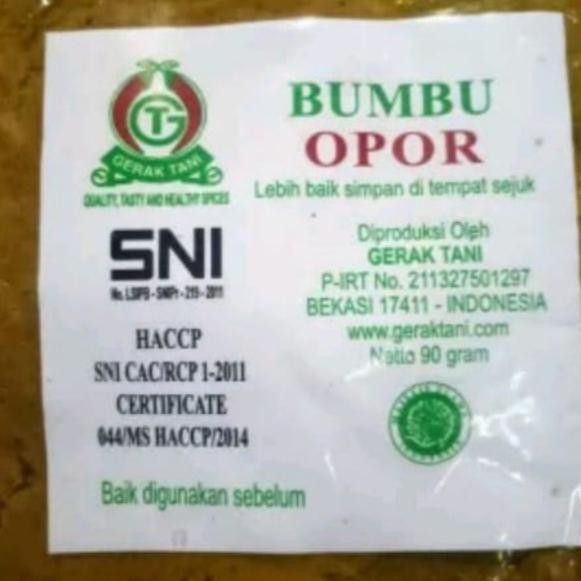 GT
GERAK TANI
QUALITY, TASTY AND HEALTHY SPICES
BUMBU
OPOR
Lebih baik simpan di tempat sejuk
SNI
Diproduksi Oleh
GERAK TANI
P-IRT No. 211327501297
BEKASI 17411 - INDONESIA
www.geraktani.com
Netto 90 gram
HACCP
SNI CAC/RCP 1-2011
CERTIFICATE
044/MS HACCP/2014
Baik digunakan sebelum